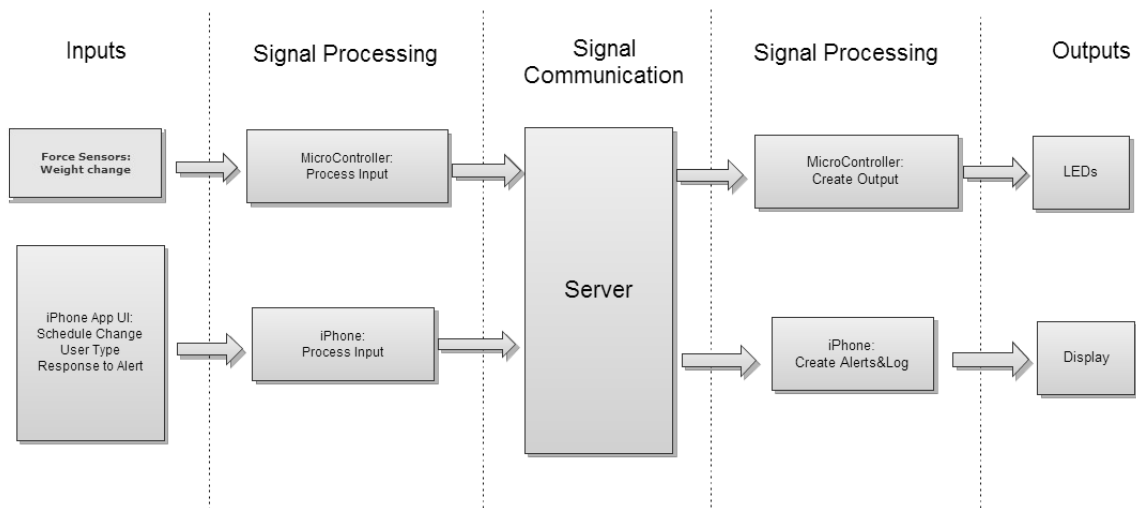 Inputs
Signal Processing
Signal
Communication
Signal Processing
Outputs
Force Sensors:
Weight change
MicroController:
Process Input
MicroController:
Create Output
LEDs
iPhone App UI:
Schedule Change
User Type
Response to Alert
iPhone:
Process Input
Server
iPhone:
Create Alerts&Log
Display